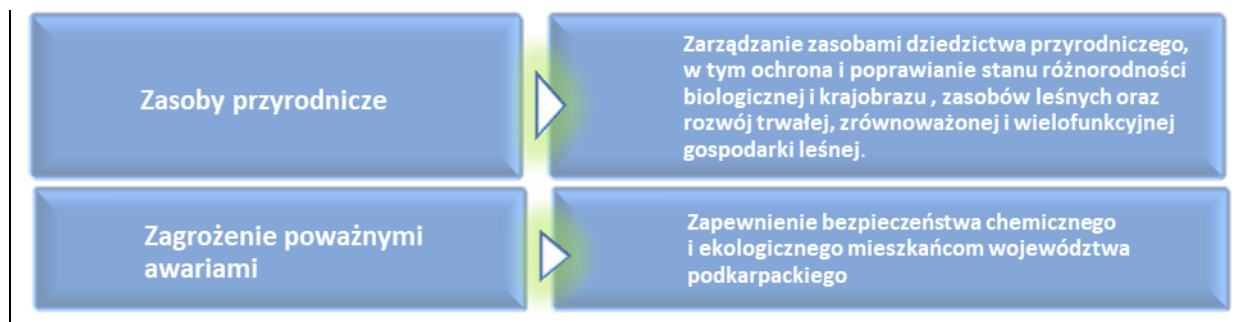 Zasoby przyrodnicze
Zarządzanie zasobami dziedzictwa przyrodniczego,
w tym ochrona i poprawianie stanu różnorodności
biologicznej i krajobrazu , zasobów leśnych oraz
rozwój trwałej, zrównoważonej i wielofunkcyjnej
gospodarki leśnej.
Zagrożenie poważnymi
awariami
Zapewnienie bezpieczeństwa chemicznego
i ekologicznego mieszkańcom województwa
podkarpackiego